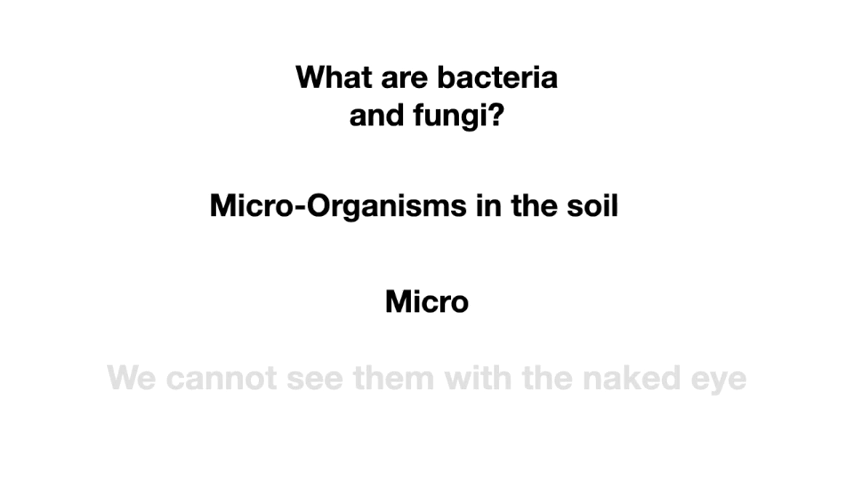 What are bacteria
and fungi?
Micro-Organisms in the soil
Micro
We cannot see them with the naked eye